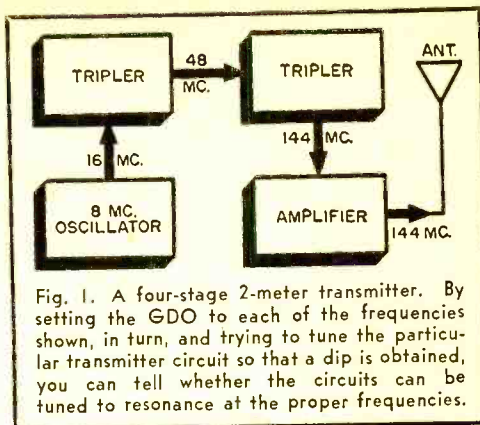 ANT.
TRIPLER
48
MC.
TRIPLER
16 MC.
144 MC.
8 MC.
OSCILLATOR
AMPLIFIER
144 MC.
Fig. 1. A four-stage 2-meter transmitter. By
setting the GDO to each of the frequencies
shown, in turn, and trying to tune the particu-
lar transmitter circuit so that a dip is obtained,
you can tell whether the circuits can be
tuned to resonance at the proper frequencies.